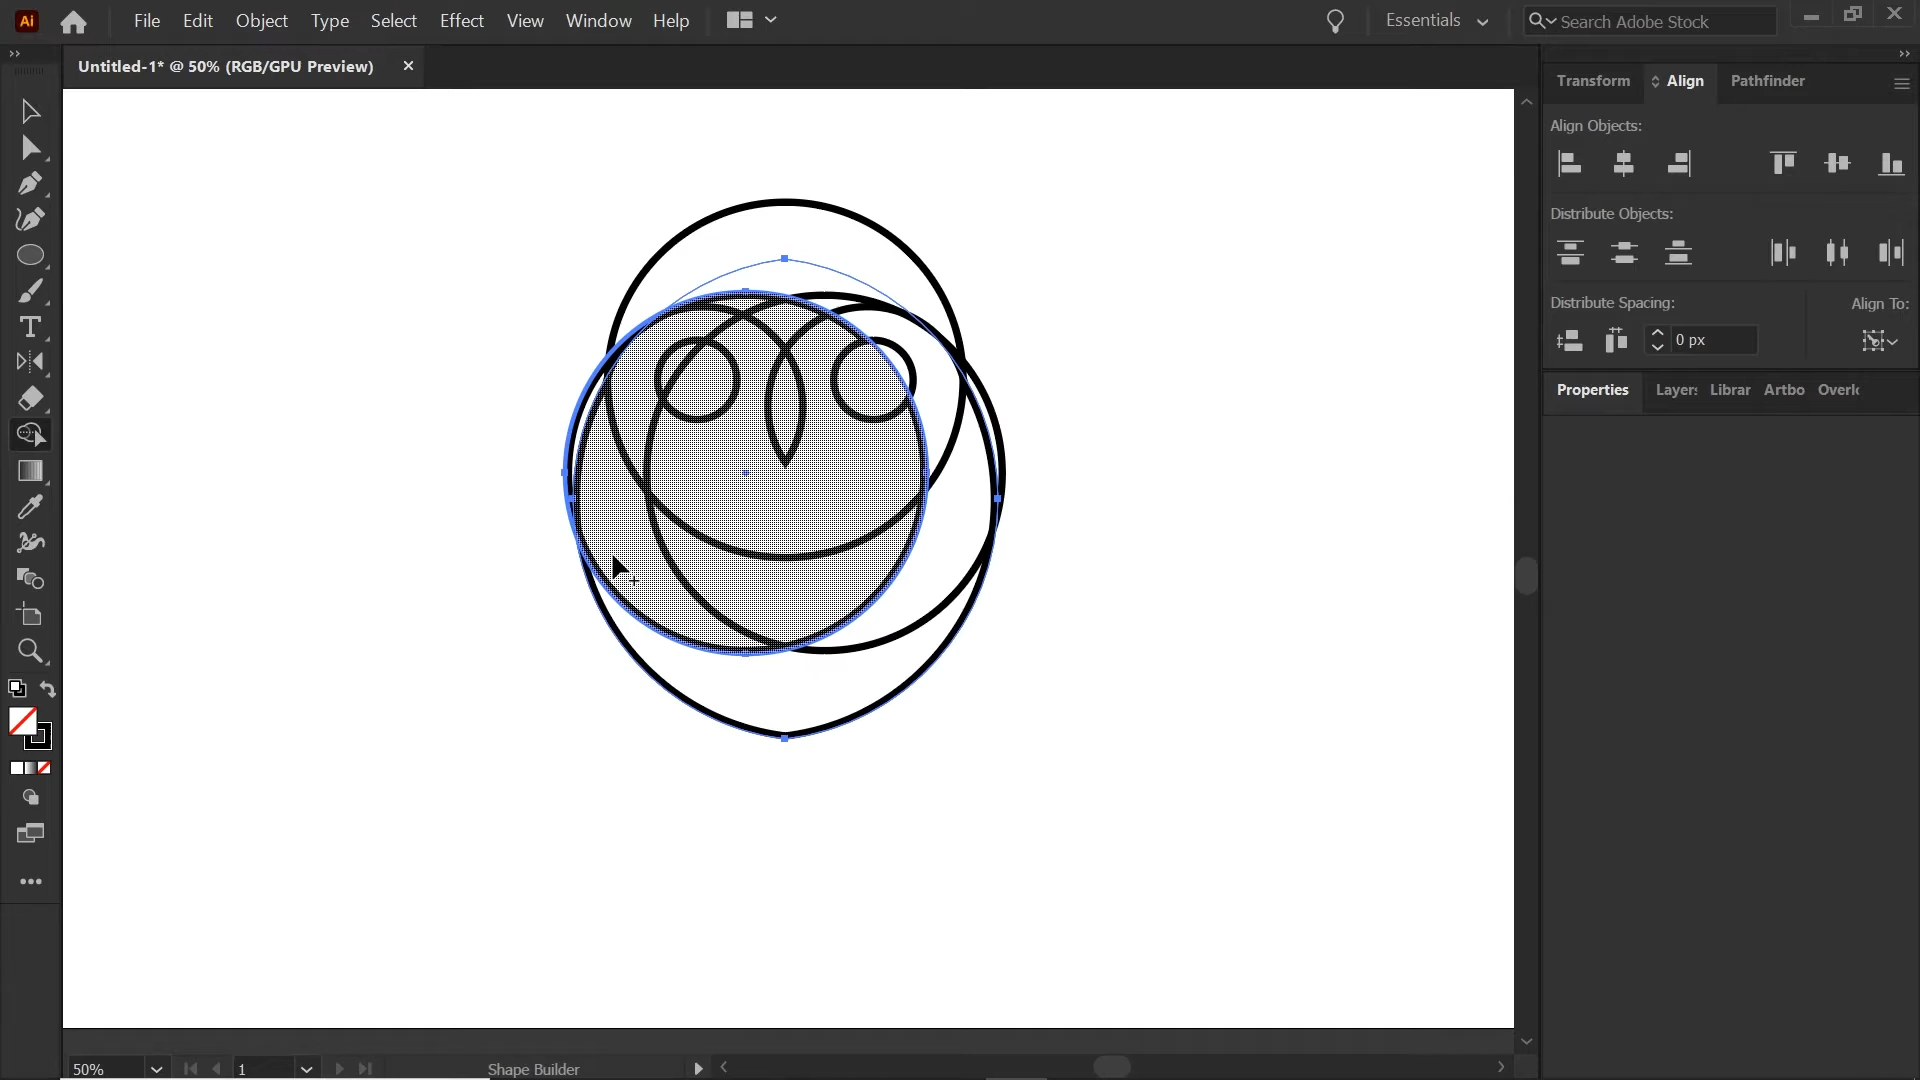 Ai File Edit Object Type Select Effect View Window Help Essentials Search Adobe Stock
Untitled-1* @ 50% (RGB/GPU Preview)
Transform Align Pathfinder
Align Objects:
Distribute Objects:
Distribute Spacing: Align To:
0 px
Properties Layers Librar Artbo Overl
50% 1 Shape Builder